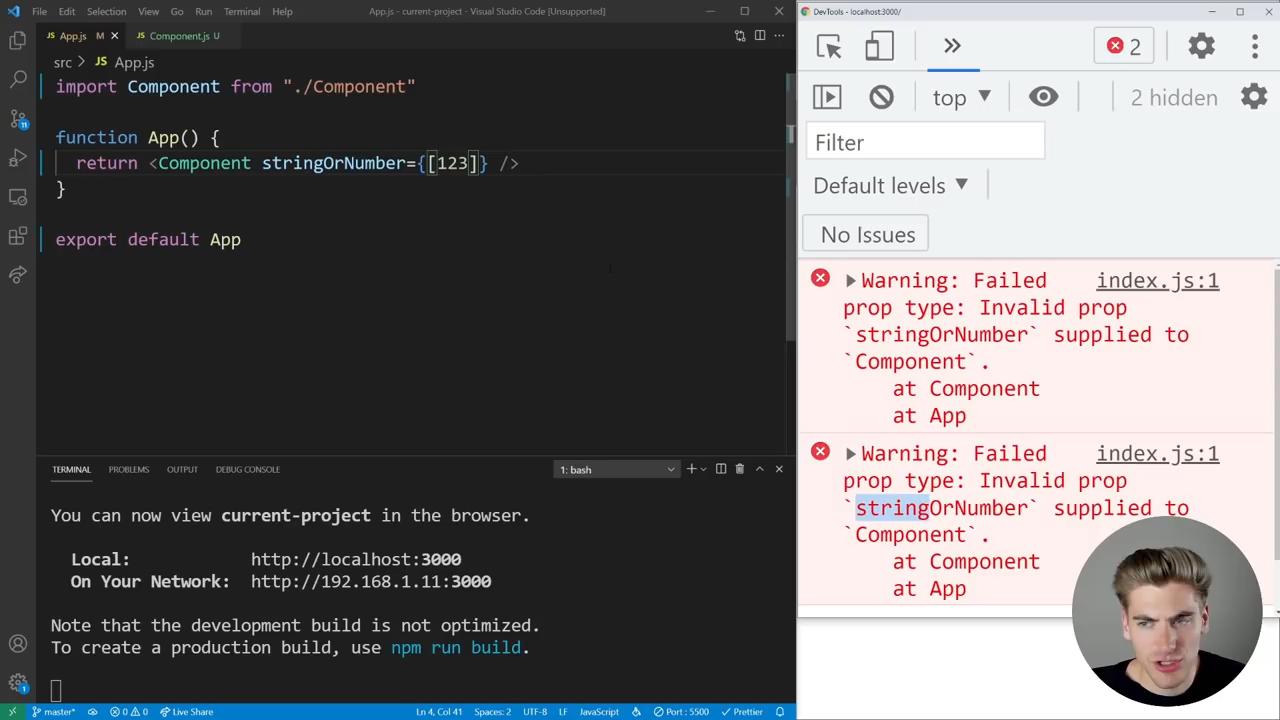 File Edit Selection View Go Run Terminal Help
App.js - current-project - Visual Studio Code [Unsupported]
App.js M
Component.js U
src > App.js
import Component from "./Component"
function App() {
return <Component stringOrNumber={[123]} />
}
export default App
TERMINAL PROBLEMS OUTPUT DEBUG CONSOLE
1: bash
You can now view current-project in the browser.
Local: http://localhost:3000
On Your Network: http://192.168.1.11:3000
Note that the development build is not optimized.
To create a production build, use npm run build.
11
1
master* 0 0 Live Share
Ln 4, Col 41 Spaces: 2 UTF-8 LF JavaScript Port : 5500 Prettier
DevTools - localhost:3000/
2
top
2 hidden
Filter
Default levels
No Issues
Warning: Failed index.js:1
prop type: Invalid prop
`stringOrNumber` supplied to
`Component`.
at Component
at App
Warning: Failed index.js:1
prop type: Invalid prop
`stringOrNumber` supplied to
`Component`.
at Component
at App